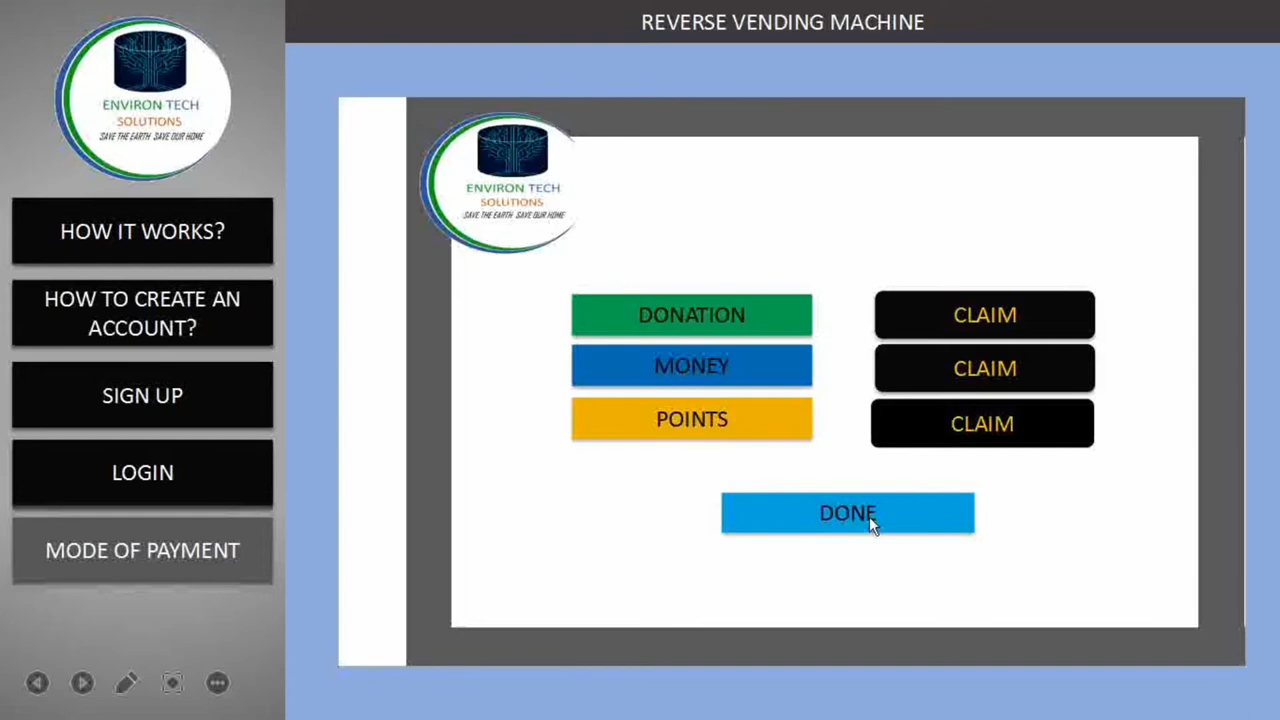 REVERSE VENDING MACHINE
ENVIRON TECH
SOLUTIONS
SAVE THE EARTH SAVE OUR HOME
HOW IT WORKS?
HOW TO CREATE AN
ACCOUNT?
SIGN UP
LOGIN
MODE OF PAYMENT
ENVIRON TECH
SOLUTIONS
SAVE THE EARTH SAVE OUR HOME
DONATION
CLAIM
MONEY
CLAIM
POINTS
CLAIM
DONE